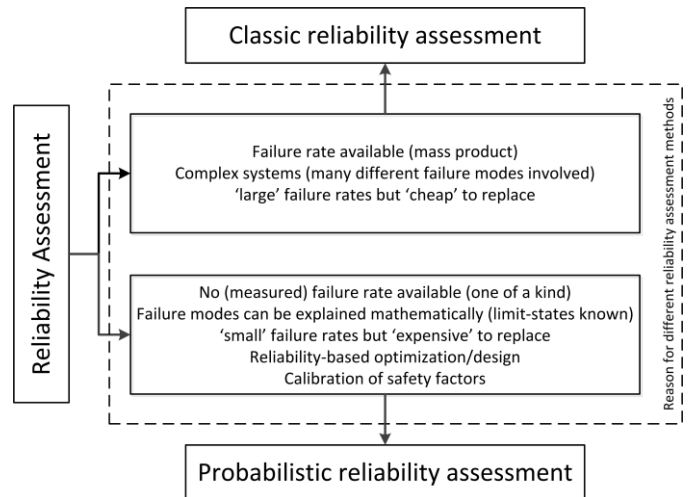 Classic reliability assessment
Reliability Assessment
Failure rate available (mass product)
Complex systems (many different failure modes involved)
‘large’ failure rates but ‘cheap’ to replace
No (measured) failure rate available (one of a kind)
Failure modes can be explained mathematically (limit-states known)
‘small’ failure rates but ‘expensive’ to replace
Reliability-based optimization/design
Calibration of safety factors
Reason for different reliability assessment methods
Probabilistic reliability assessment